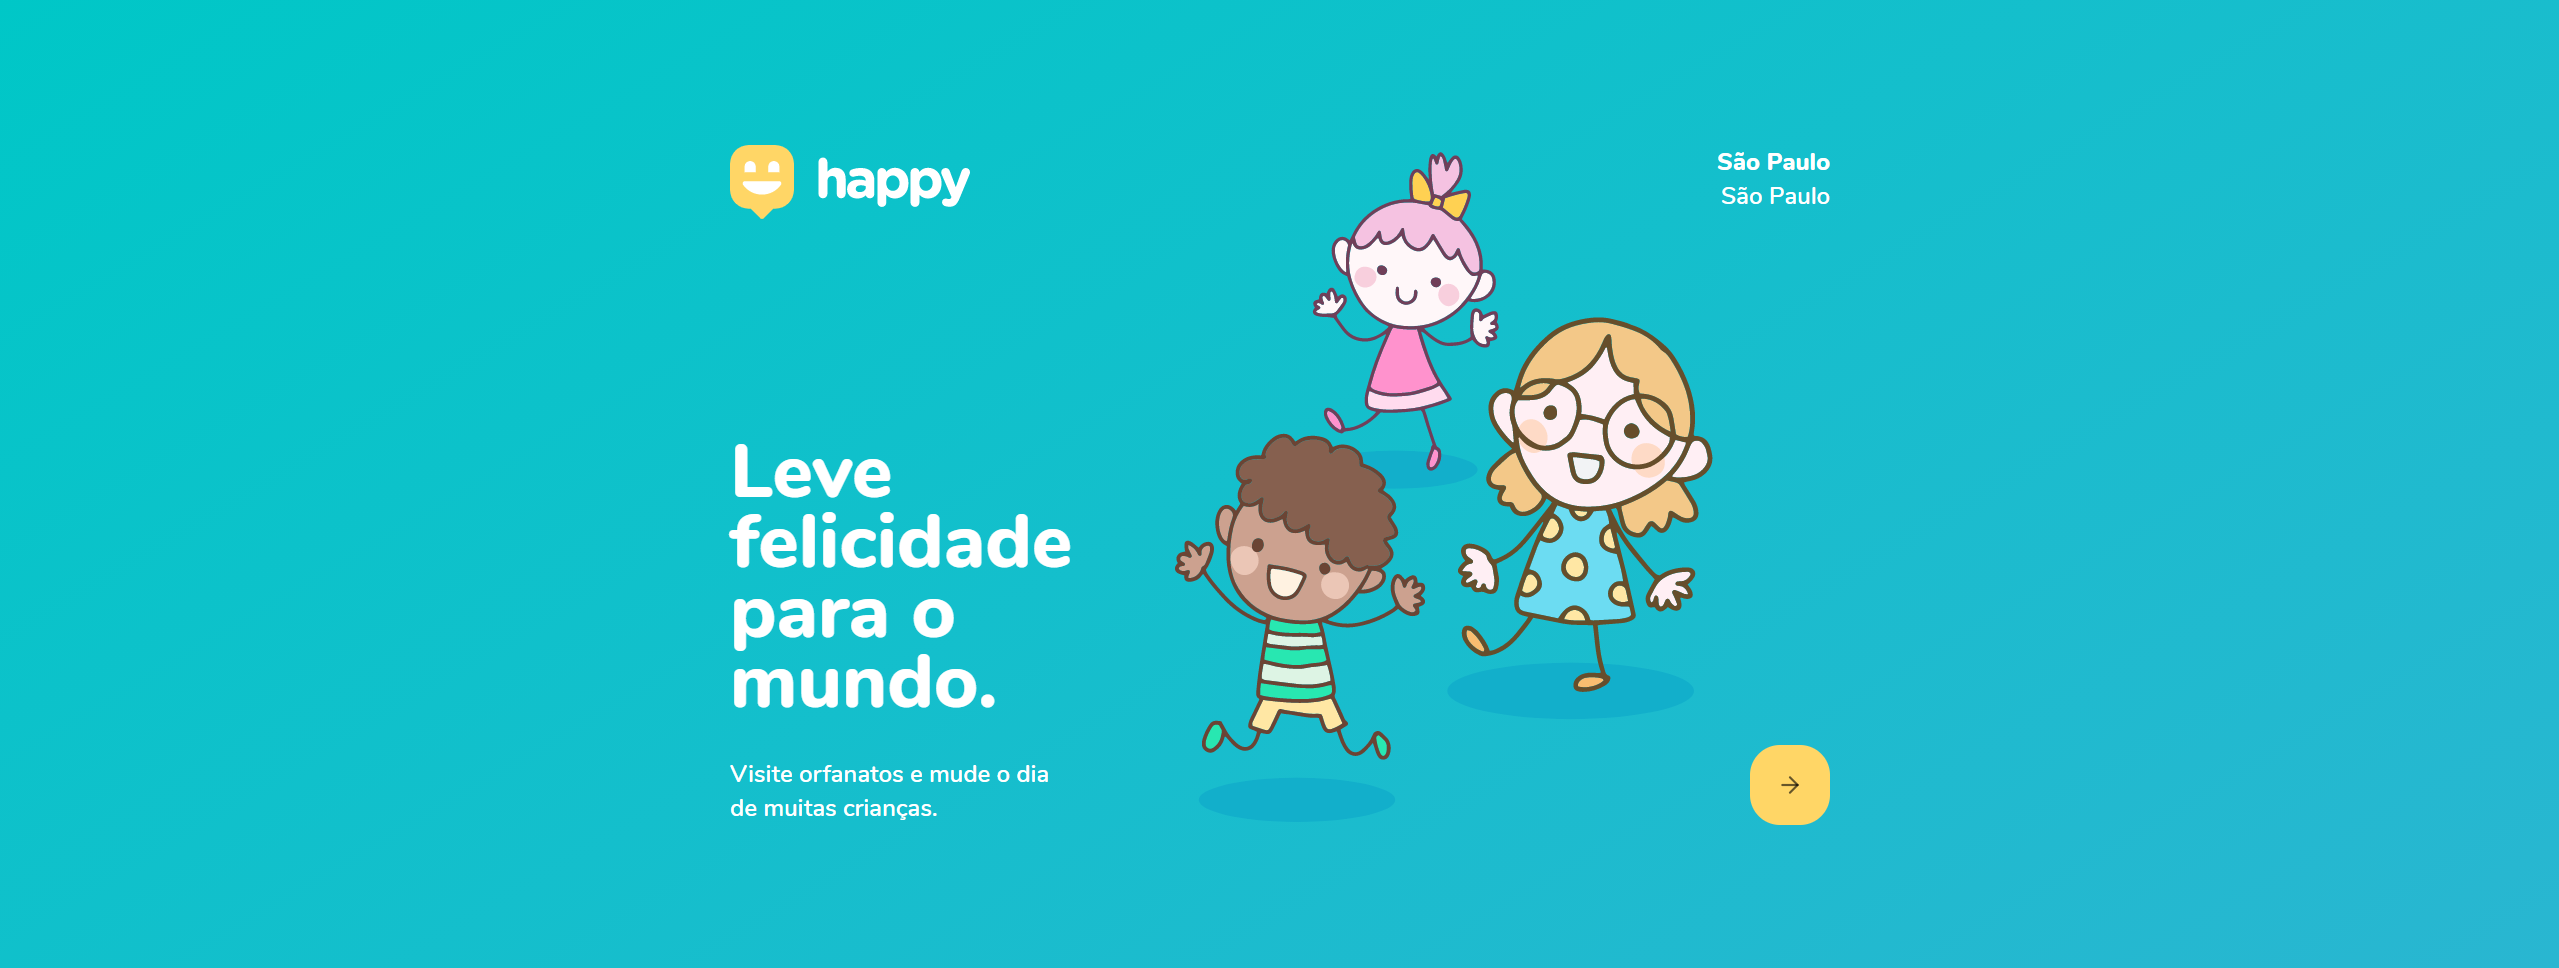 happy
São Paulo
São Paulo
Leve
felicidade
para o
mundo.
Visite orfanatos e mude o dia
de muitas crianças.